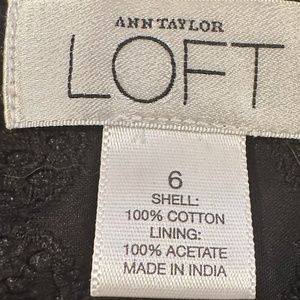 ANN TAYLOR
LOFT
6
SHELL:
100% COTTON
LINING:
100% ACETATE
MADE IN INDIA